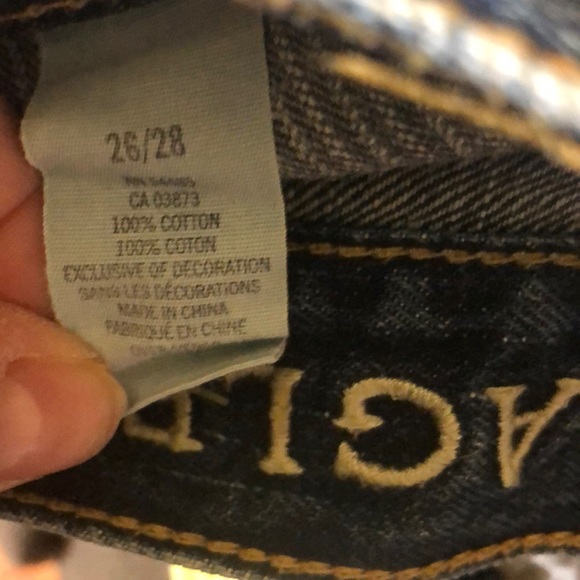 26/28
CA 03873
100% COTTON
100% COTON
EXCLUSIVE OF DECORATION
SANS LES DÉCORATIONS
MADE IN CHINA
FABRIQUÉ EN CHINE
AGLE